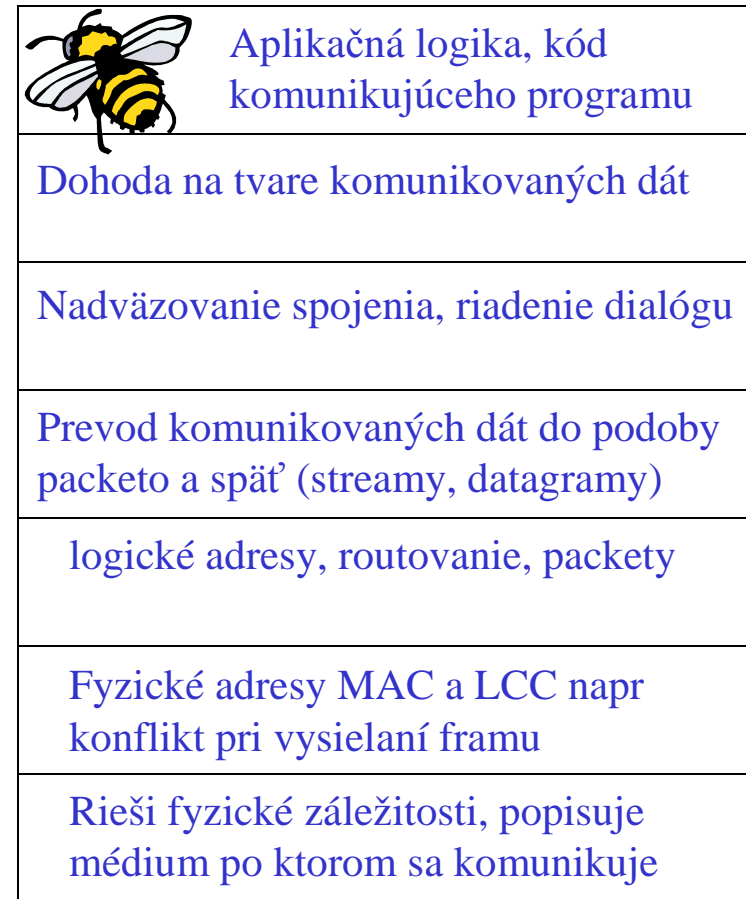 Aplikačná logika, kód
komunikujúceho programu
Dohoda na tvare komunikovaných dát
Nadväzovanie spojenia, riadenie dialógu
Prevod komunikovaných dát do podoby
packeto a späť (streamy, datagramy)
logické adresy, routovanie, packety
Fyzické adresy MAC a LCC napr
konflikt pri vysielaní framu
Rieši fyzické záležitosti, popisuje
médium po ktorom sa komunikuje